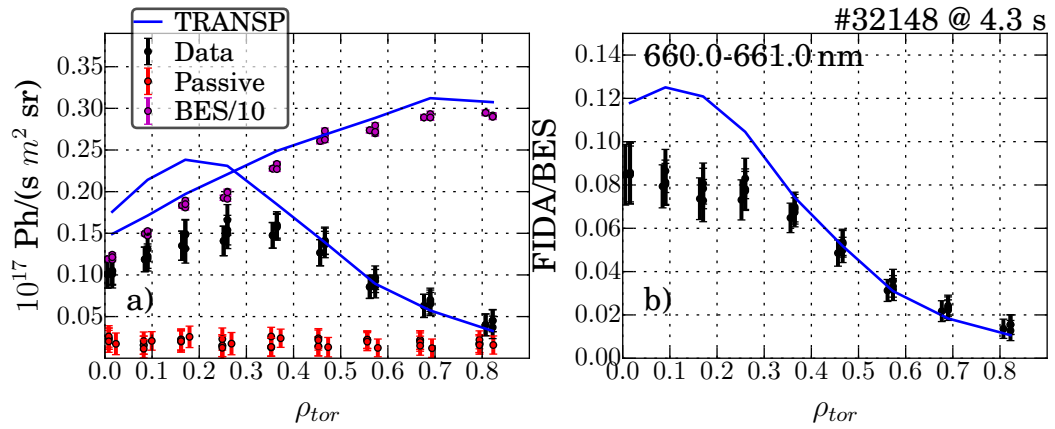 #32148 @ 4.3 s
TRANSP
Data
Passive
BES/10
10^17 Ph/(s m^2 sr)
0.35
0.30
0.25
0.20
0.15
0.10
0.05
a)
0.0 0.1 0.2 0.3 0.4 0.5 0.6 0.7 0.8
ρ_tor
660.0-661.0 nm
FIDA/BES
0.14
0.12
0.10
0.08
0.06
0.04
0.02
0.00
b)
0.0 0.1 0.2 0.3 0.4 0.5 0.6 0.7 0.8
ρ_tor